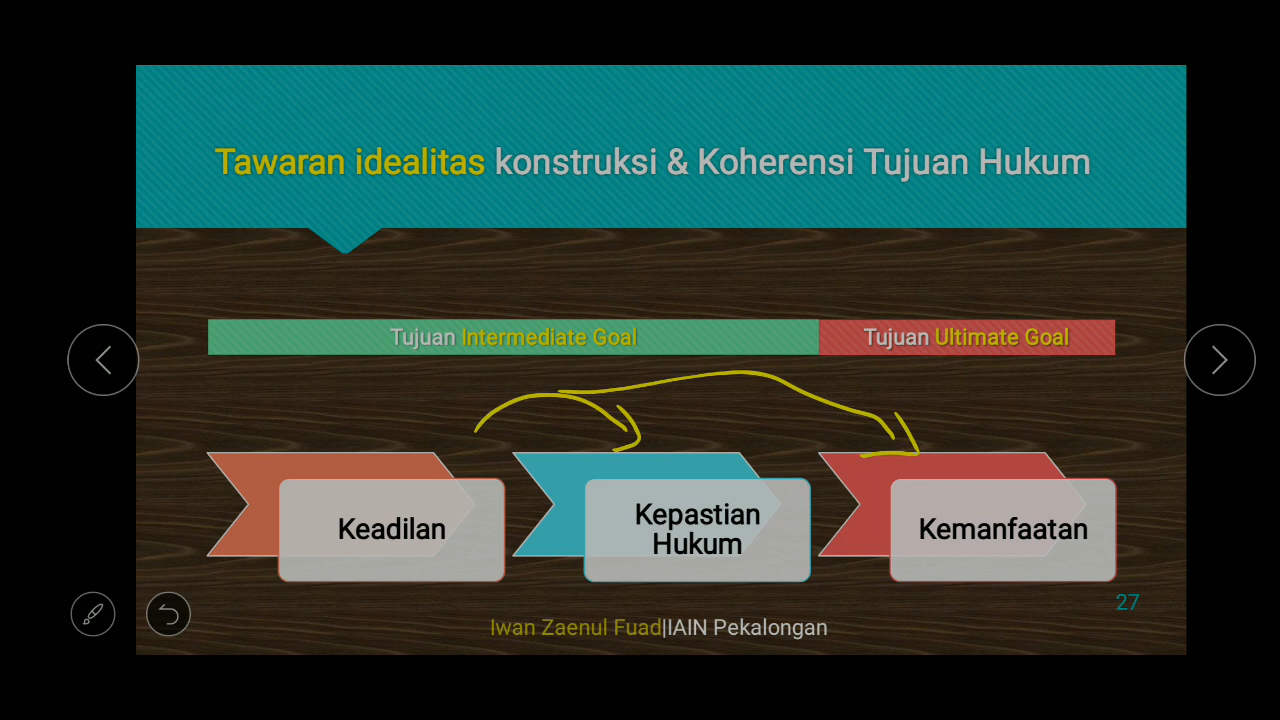 Tawaran idealitas konstruksi & Koherensi Tujuan Hukum
Tujuan Intermediate Goal
Tujuan Ultimate Goal
Keadilan
Kepastian
Hukum
Kemanfaatan
27
Iwan Zaenul Fuad|IAIN Pekalongan